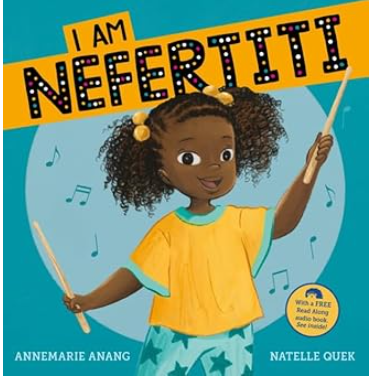 I AM
NEFERTITI
With a FREE
Read Along
audio book.
See inside!
ANNEMARIE ANANG
NATELLE QUEK